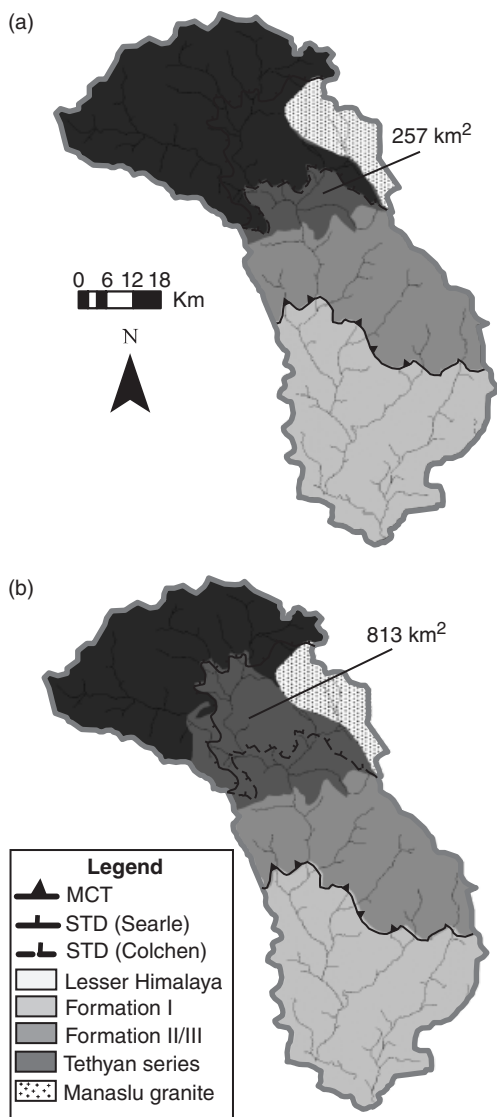 (a)
257 km²
0 6 12 18
Km
N
(b)
813 km²
Legend
MCT
STD (Searle)
STD (Colchen)
Lesser Himalaya
Formation I
Formation II/III
Tethyan series
Manaslu granite